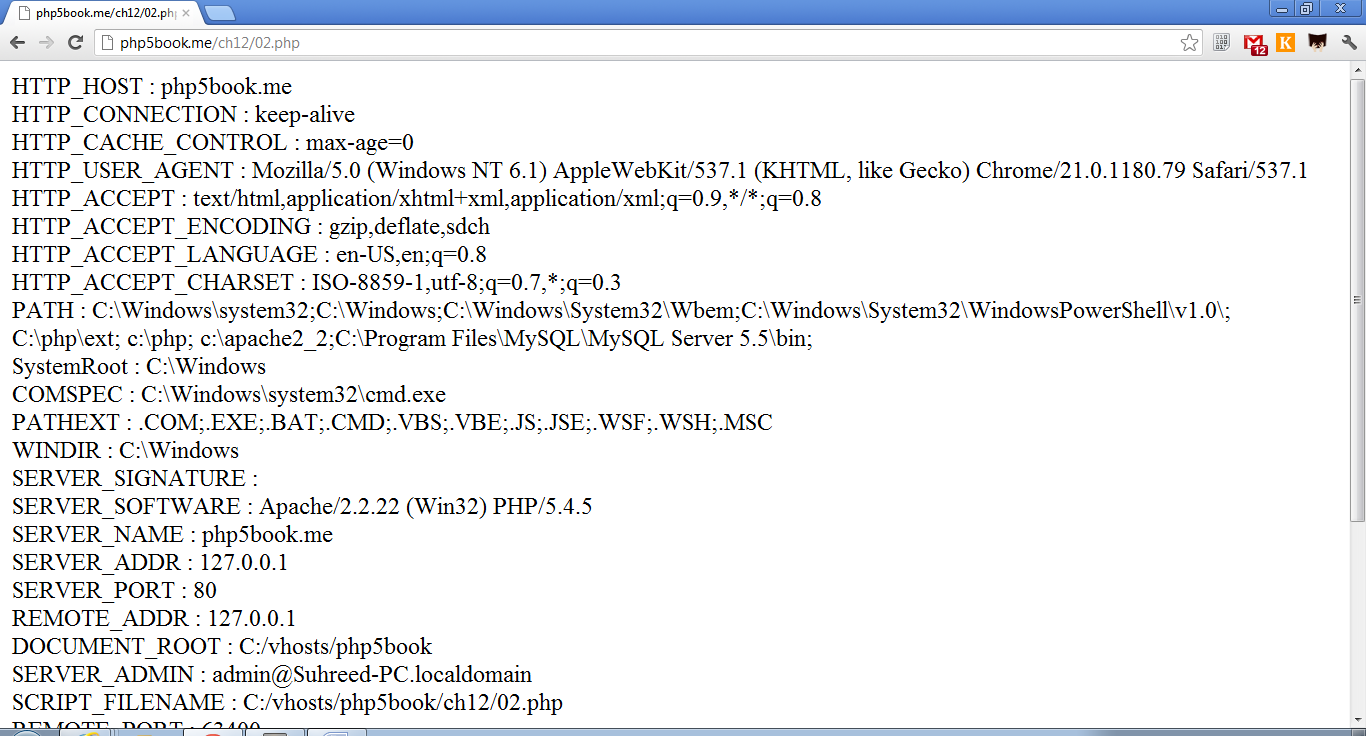 php5book.me/ch12/02.ph
php5book.me/ch12/02.php
12
K
HTTP_HOST : php5book.me
HTTP_CONNECTION : keep-alive
HTTP_CACHE_CONTROL : max-age=0
HTTP_USER_AGENT : Mozilla/5.0 (Windows NT 6.1) AppleWebKit/537.1 (KHTML, like Gecko) Chrome/21.0.1180.79 Safari/537.1
HTTP_ACCEPT : text/html,application/xhtml+xml,application/xml;q=0.9,*/*;q=0.8
HTTP_ACCEPT_ENCODING : gzip,deflate,sdch
HTTP_ACCEPT_LANGUAGE : en-US,en;q=0.8
HTTP_ACCEPT_CHARSET : ISO-8859-1,utf-8;q=0.7,*;q=0.3
PATH : C:\Windows\system32;C:\Windows;C:\Windows\System32\Wbem;C:\Windows\System32\WindowsPowerShell\v1.0\;
C:\php\ext; c:\php; c:\apache2_2;C:\Program Files\MySQL\MySQL Server 5.5\bin;
SystemRoot : C:\Windows
COMSPEC : C:\Windows\system32\cmd.exe
PATHEXT : .COM;.EXE;.BAT;.CMD;.VBS;.VBE;.JS;.JSE;.WSF;.WSH;.MSC
WINDIR : C:\Windows
SERVER_SIGNATURE :
SERVER_SOFTWARE : Apache/2.2.22 (Win32) PHP/5.4.5
SERVER_NAME : php5book.me
SERVER_ADDR : 127.0.0.1
SERVER_PORT : 80
REMOTE_ADDR : 127.0.0.1
DOCUMENT_ROOT : C:/vhosts/php5book
SERVER_ADMIN : admin@Suhreed-PC.localdomain
SCRIPT_FILENAME : C:/vhosts/php5book/ch12/02.php
REMOTE_PORT : 63400